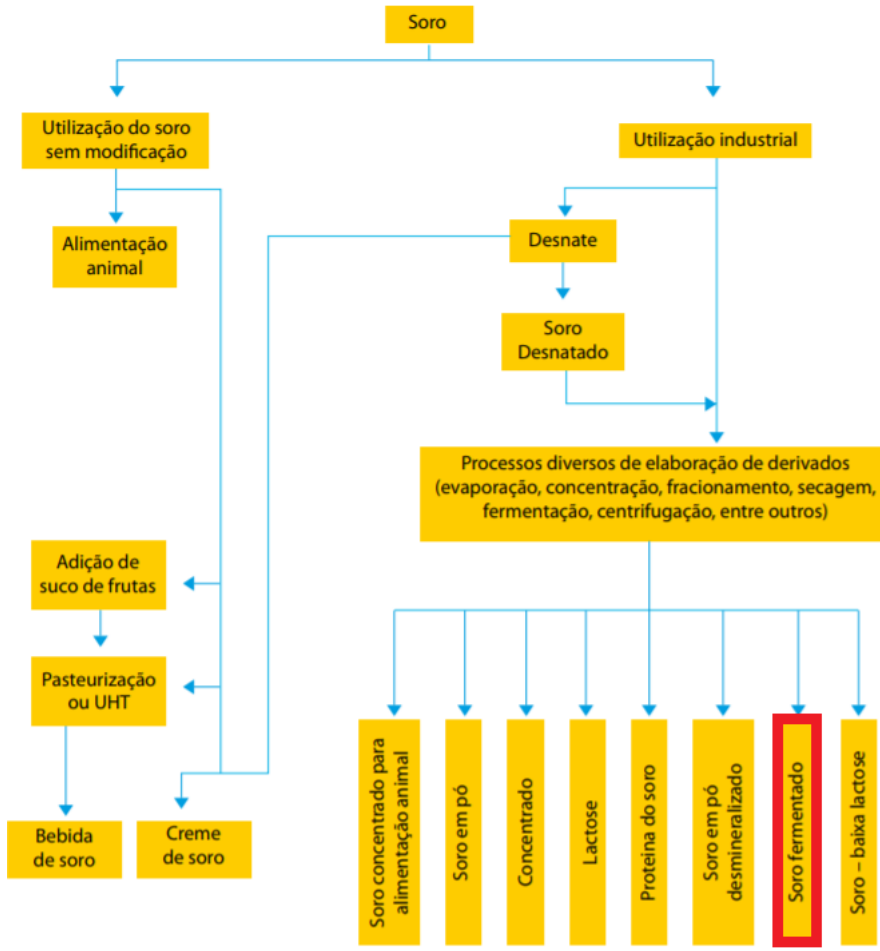 Soro
Utilização do soro
sem modificação
Utilização industrial
Alimentação
animal
Desnate
Soro
Desnatado
Processos diversos de elaboração de derivados
(evaporação, concentração, fracionamento, secagem,
fermentação, centrifugação, entre outros)
Adição de
suco de frutas
Pasteurização
ou UHT
Bebida
de soro
Creme
de soro
Soro concentrado para
alimentação animal
Soro em pó
Concentrado
Lactose
Proteina do soro
Soro em pó
desmineralizado
Soro fermentado
Soro – baixa lactose